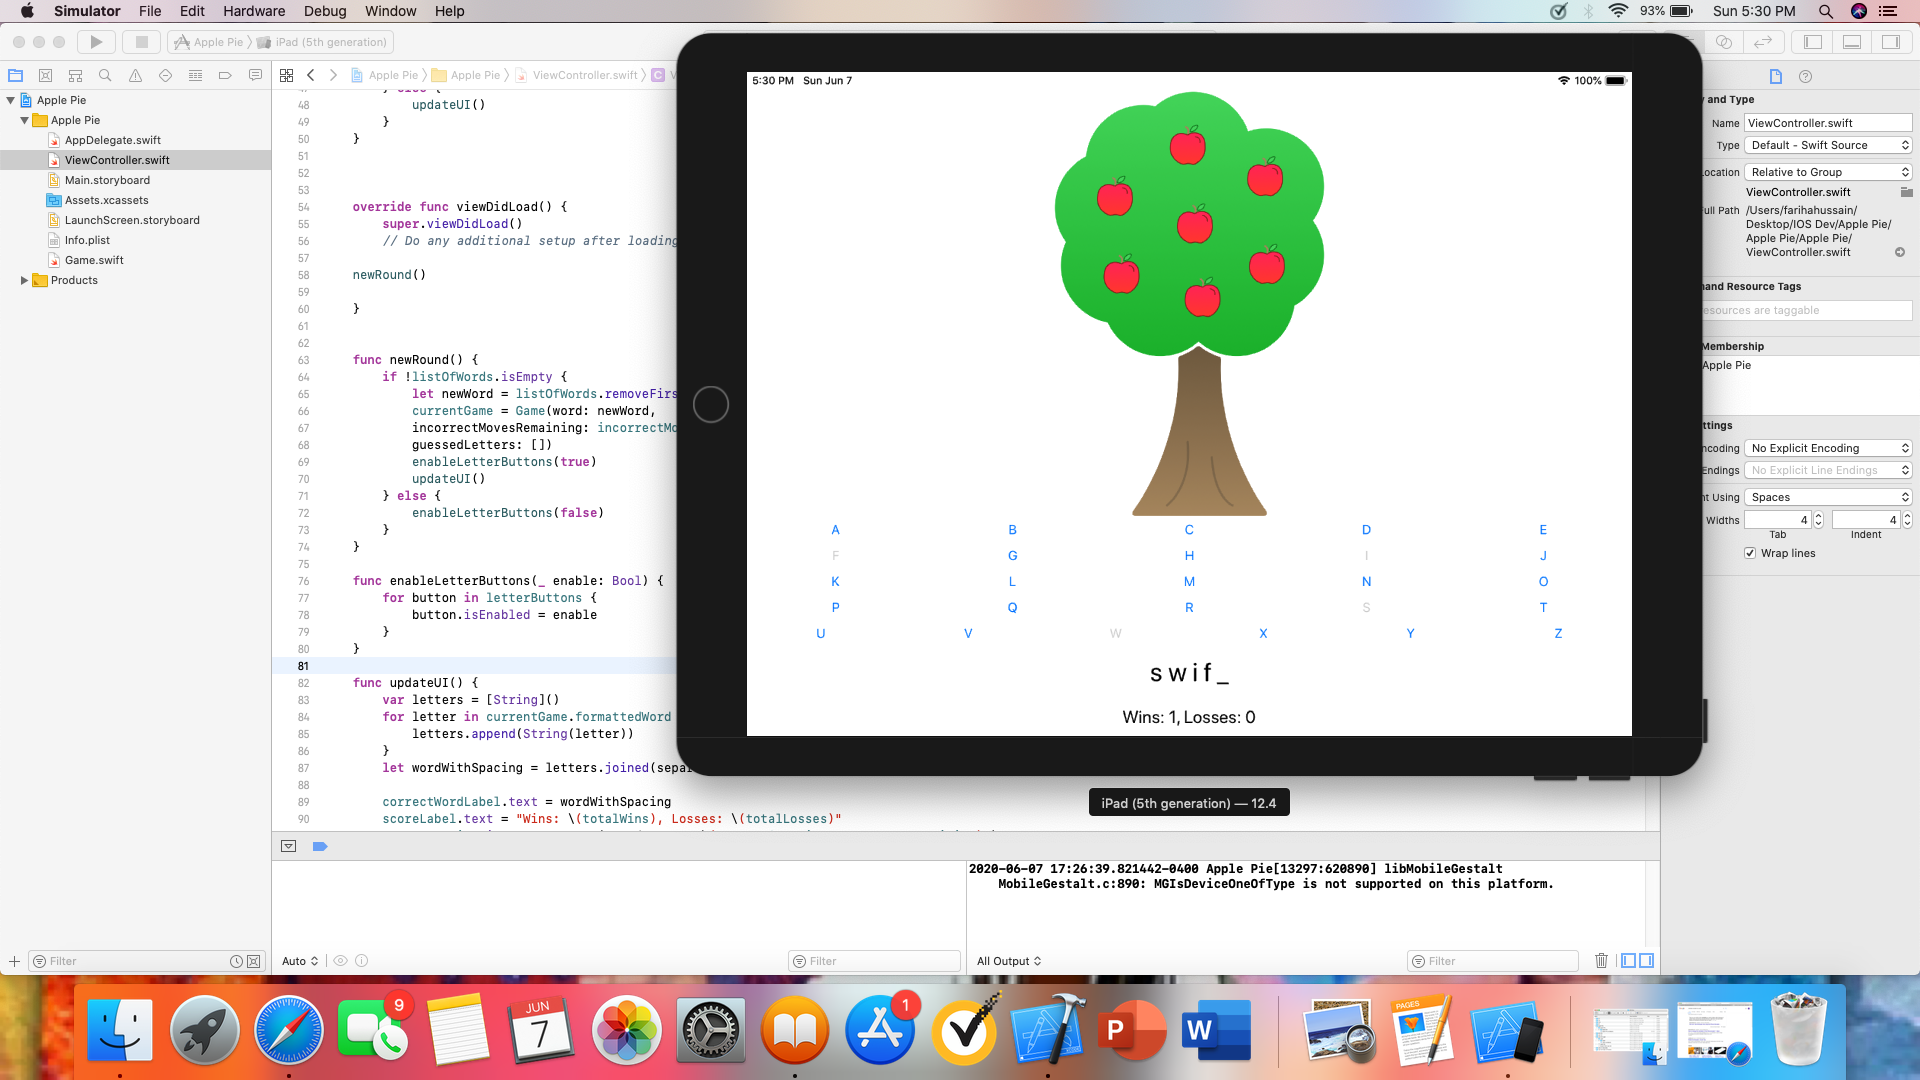 Simulator File Edit Hardware Debug Window Help 93% Sun 5:30 PM
Apple Pie iPad (5th generation)
Apple Pie Apple Pie ViewController.swift C
Apple Pie
Apple Pie
AppDelegate.swift
ViewController.swift
Main.storyboard
Assets.xcassets
LaunchScreen.storyboard
Info.plist
Game.swift
Products
48 updateUI()
49 }
50 }
51
52
53
54 override func viewDidLoad() {
55 super.viewDidLoad()
56 // Do any additional setup after loading
57
58 newRound()
59
60 }
61
62
63 func newRound() {
64 if !listOfWords.isEmpty {
65 let newWord = listOfWords.removeFirs
66 currentGame = Game(word: newWord,
67 incorrectMovesRemaining: incorrectMo
68 guessedLetters: [])
69 enableLetterButtons(true)
70 updateUI()
71 } else {
72 enableLetterButtons(false)
73 }
74 }
75
76 func enableLetterButtons(_ enable: Bool) {
77 for button in letterButtons {
78 button.isEnabled = enable
79 }
80 }
81
82 func updateUI() {
83 var letters = [String]()
84 for letter in currentGame.formattedWord
85 letters.append(String(letter))
86 }
87 let wordWithSpacing = letters.joined(sepa
88
89 correctWordLabel.text = wordWithSpacing
90 scoreLabel.text = "Wins: \(totalWins), Losses: \(totalLosses)"
5:30 PM Sun Jun 7 100%
A B C D E
F G H I J
K L M N O
P Q R S T
U V W X Y Z
swif_
Wins: 1, Losses: 0
iPad (5th generation) — 12.4
y and Type
Name ViewController.swift
Type Default - Swift Source
ocation Relative to Group
ViewController.swift
ull Path /Users/farihahussain/
Desktop/IOS Dev/Apple Pie/
Apple Pie/Apple Pie/
ViewController.swift
mand Resource Tags
esources are taggable
Membership
Apple Pie
ttings
ncoding No Explicit Encoding
Endings No Explicit Line Endings
nt Using Spaces
Widths 4 4
Tab Indent
Wrap lines
2020-06-07 17:26:39.821442-0400 Apple Pie[13297:620890] libMobileGestalt
MobileGestalt.c:890: MGIsDeviceOneOfType is not supported on this platform.
Filter Auto Filter All Output Filter
9
JUN
7
1
P
W
PAGES